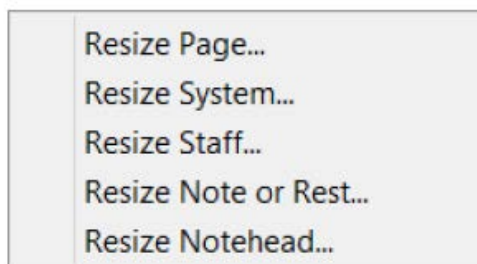 Resize Page...
Resize System...
Resize Staff...
Resize Note or Rest...
Resize Notehead...